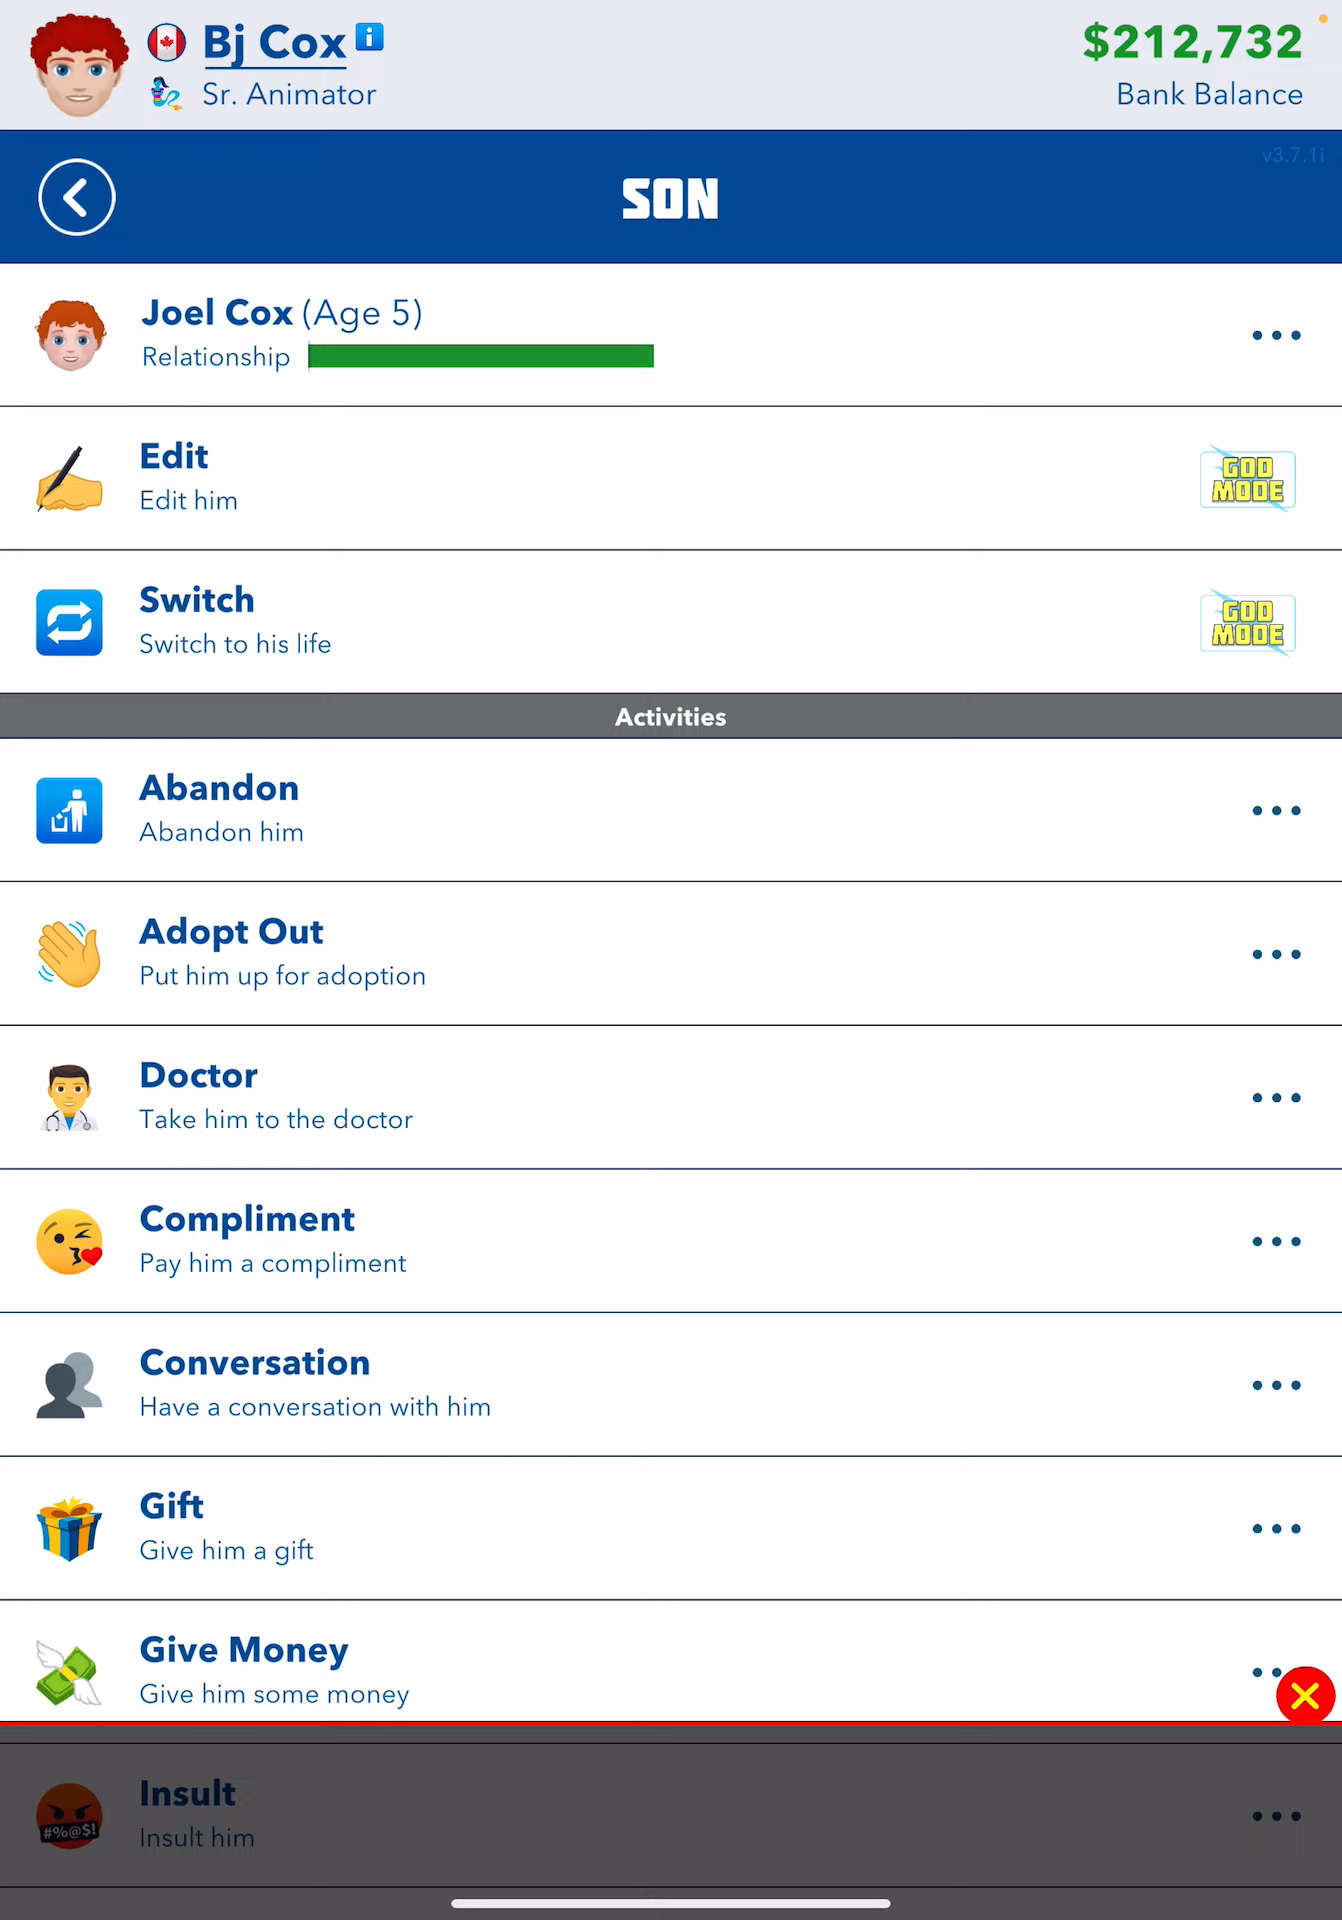 Bj Cox
$212,732
Sr. Animator
Bank Balance
v3.7.1i
SON
Joel Cox (Age 5)
Relationship
Edit
Edit him
GOD MODE
Switch
Switch to his life
GOD MODE
Activities
Abandon
Abandon him
Adopt Out
Put him up for adoption
Doctor
Take him to the doctor
Compliment
Pay him a compliment
Conversation
Have a conversation with him
Gift
Give him a gift
Give Money
Give him some money
Insult
#%@$!
Insult him